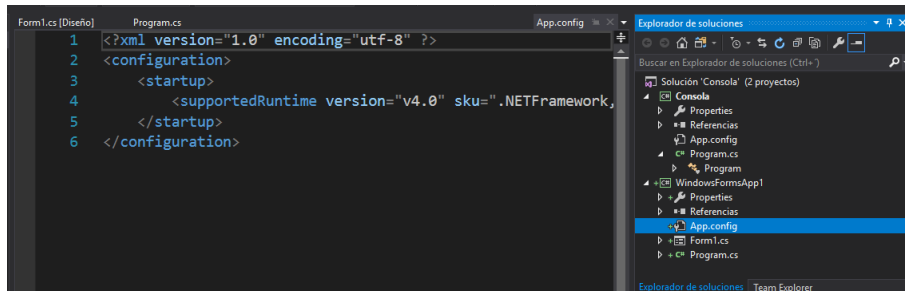 Form1.cs [Diseño]
Program.cs
App.config
1 <?xml version="1.0" encoding="utf-8" ?>
2 <configuration>
3 <startup>
4 <supportedRuntime version="v4.0" sku=".NETFramework,
5 </startup>
6 </configuration>
Explorador de soluciones
Buscar en Explorador de soluciones (Ctrl+¨)
Solución 'Consola' (2 proyectos)
C# Consola
Properties
Referencias
App.config
C# Program.cs
Program
+ C# WindowsFormsApp1
+ Properties
Referencias
+ App.config
+ Form1.cs
+ C# Program.cs
Explorador de soluciones
Team Explorer